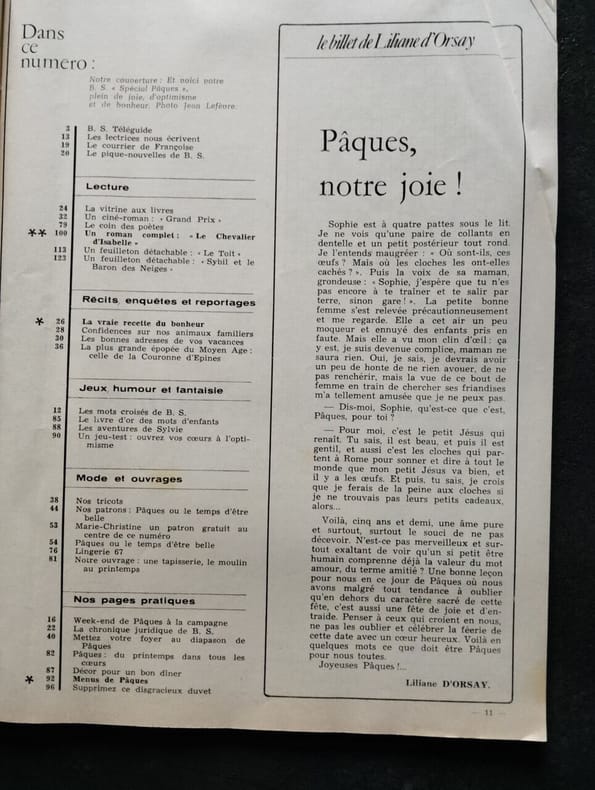 Dans
ce
numéro :
Notre couverture : Et voici votre
B. S. « Spécial Pâques »,
plein de joie, d'optimisme
et de bonheur. Photo Jean Lefèvre.
3 B. S. Téléguide
13 Les lectrices nous écrivent
19 Le courrier de Françoise
20 Le pique-nouvelles de B. S.
Lecture
24 La vitrine aux livres
32 Un ciné-roman : « Grand Prix »
79 Le coin des poètes
** 100 Un roman complet : « Le Chevalier
d'Isabelle »
113 Un feuilleton détachable : « Le Toit »
123 Un feuilleton détachable : « Sybil et le
Baron des Neiges »
Récits, enquêtes et reportages
* 26 La vraie recette du bonheur
28 Confidences sur nos animaux familiers
30 Les bonnes adresses de vos vacances
36 La plus grande épopée du Moyen Age :
celle de la Couronne d'Epines
Jeux, humour et fantaisie
12 Les mots croisés de B. S.
85 Le livre d'or des mots d'enfants
88 Les aventures de Sylvie
90 Un jeu-test : ouvrez vos cœurs à l'opti-
misme
Mode et ouvrages
38 Nos tricots
44 Nos patrons : Pâques ou le temps d'être
belle
53 Marie-Christine un patron gratuit au
centre de ce numéro
54 Pâques ou le temps d'être belle
76 Lingerie 67
81 Notre ouvrage : une tapisserie, le moulin
au printemps
Nos pages pratiques
16 Week-end de Pâques à la campagne
22 La chronique juridique de B. S.
40 Mettez votre foyer au diapason de
Pâques
82 Pâques : du printemps dans tous les
cœurs
87 Décor pour un bon dîner
* 92 Menus de Pâques
96 Supprimez ce disgracieux duvet
le billet de Liliane d'Orsay
Pâques,
notre joie !
Sophie est à quatre pattes sous le lit.
Je ne vois qu'une paire de collants en
dentelle et un petit postérieur tout rond.
Je l'entends maugréer : « Où sont-ils, ces
œufs ? Mais où les cloches les ont-elles
cachés ? ». Puis la voix de sa maman,
grondeuse : « Sophie, j'espère que tu n'es
pas encore à te traîner et te salir par
terre, sinon gare ! ». La petite bonne
femme s'est relevée précautionneusement
et me regarde. Elle a cet air un peu
moqueur et ennuyé des enfants pris en
faute. Mais elle a vu mon clin d'œil : ça
y est, je suis devenue complice, maman ne
saura rien. Oui, je sais, je devrais avoir
un peu de honte de ne rien avouer, de ne
pas renchérir, mais la vue de ce bout de
femme en train de chercher ses friandises
m'a tellement amusée que je ne peux pas.
— Dis-moi, Sophie, qu'est-ce que c'est,
Pâques, pour toi ?
— Pour moi, c'est le petit Jésus qui
renaît. Tu sais, il est beau, et puis il est
gentil, et aussi c'est les cloches qui par-
tent à Rome pour sonner et dire à tout le
monde que mon petit Jésus va bien, et
il y a les œufs. Et puis, tu sais, je crois
que je ferais de la peine aux cloches si
je ne trouvais pas leurs petits cadeaux,
alors...
Voilà, cinq ans et demi, une âme pure
et surtout, surtout le souci de ne pas
décevoir. N'est-ce pas merveilleux et sur-
tout exaltant de voir qu'un si petit être
humain comprenne déjà la valeur du mot
amour, du terme amitié ? Une bonne leçon
pour nous en ce jour de Pâques où nous
avons malgré tout tendance à oublier
qu'en dehors du caractère sacré de cette
fête, c'est aussi une fête de joie et d'en-
traide. Penser à ceux qui croient en nous,
ne pas les oublier et célébrer la féerie de
cette date avec un cœur heureux. Voilà en
quelques mots ce que doit être Pâques
pour nous toutes.
Joyeuses Pâques !...
Liliane D'ORSAY.
— 11 —